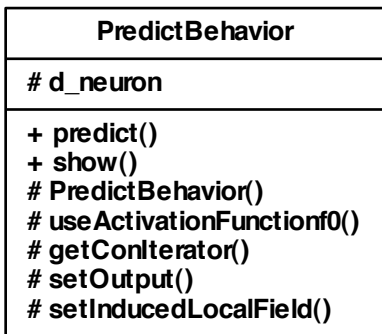 PredictBehavior
# d_neuron
+ predict()
+ show()
# PredictBehavior()
# useActivationFunctionf0()
# getConIterator()
# setOutput()
# setInducedLocalField()